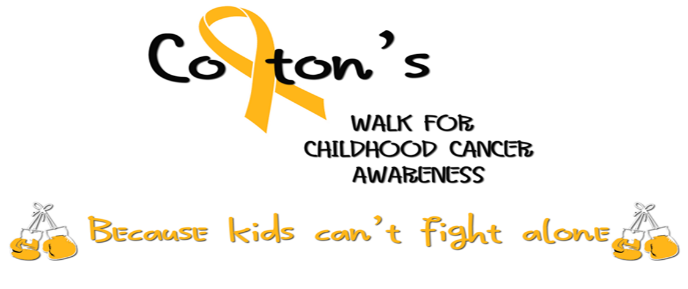 Colton's
WALK FOR
CHILDHOOD CANCER
AWARENESS
Because kids can't fight alone